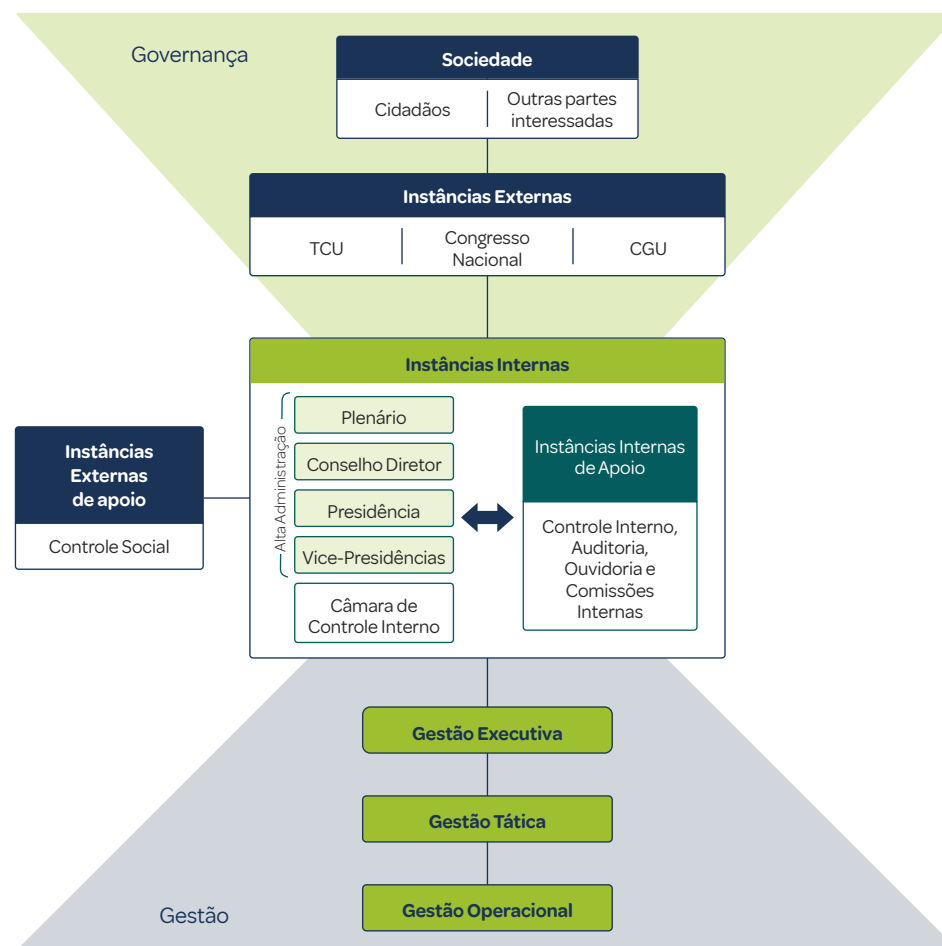 Governança
Sociedade
Cidadãos
Outras partes
interessadas
Instâncias Externas
TCU
Congresso
Nacional
CGU
Instâncias Internas
Alta Administração
Plenário
Conselho Diretor
Presidência
Vice-Presidências
Câmara de
Controle Interno
Instâncias Internas
de Apoio
Controle Interno,
Auditoria,
Ouvidoria e
Comissões
Internas
Instâncias
Externas
de apoio
Controle Social
Gestão Executiva
Gestão Tática
Gestão Operacional
Gestão